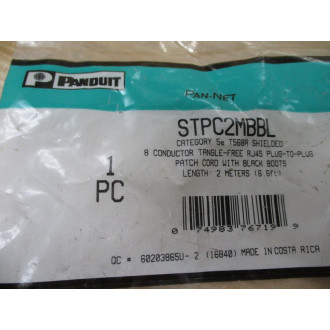 PANDUIT
PAN-NET
STPC2MBBL
CATEGORY 5e T568A SHIELDED
8 CONDUCTOR TANGLE-FREE RJ45 PLUG-TO-PLUG
PATCH CORD WITH BLACK BOOTS
LENGTH: 2 METERS (6.6ft)
1
PC
0 74983 76719 9
QC # 60203865U-2 (16840) MADE IN COSTA RICA